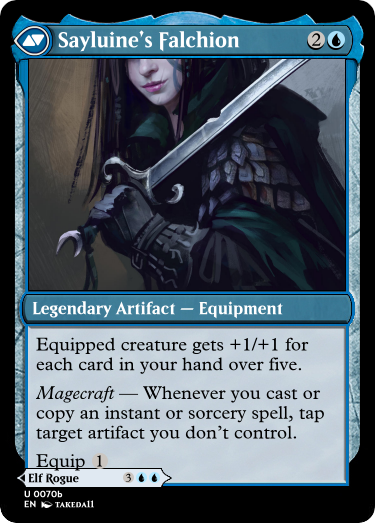 Sayluine's Falchion 2
Legendary Artifact — Equipment
Equipped creature gets +1/+1 for
each card in your hand over five.
Magecraft — Whenever you cast or
copy an instant or sorcery spell, tap
target artifact you don't control.
Equip 1
Elf Rogue 3
U 0070b
EN TAKEDA11